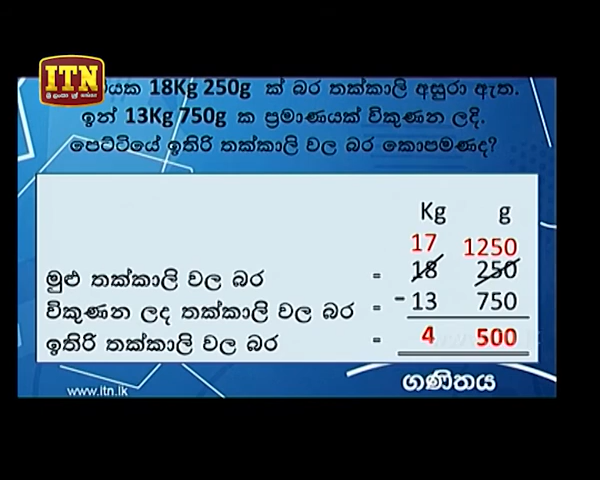 ITN
18Kg 250g ක් බර තක්කාලි අසුරා ඇත.
ඉන් 13Kg 750g ක ප්‍රමාණයක් විකුණන ලදි.
පෙට්ටියේ ඉතිරි තක්කාලි වල බර කොපමණද?
Kg g
17 1250
මුළු තක්කාලි වල බර = 18 250
විකුණන ලද තක්කාලි වල බර = -13 750
ඉතිරි තක්කාලි වල බර = 4 500
www.itn.lk
ගණිතය